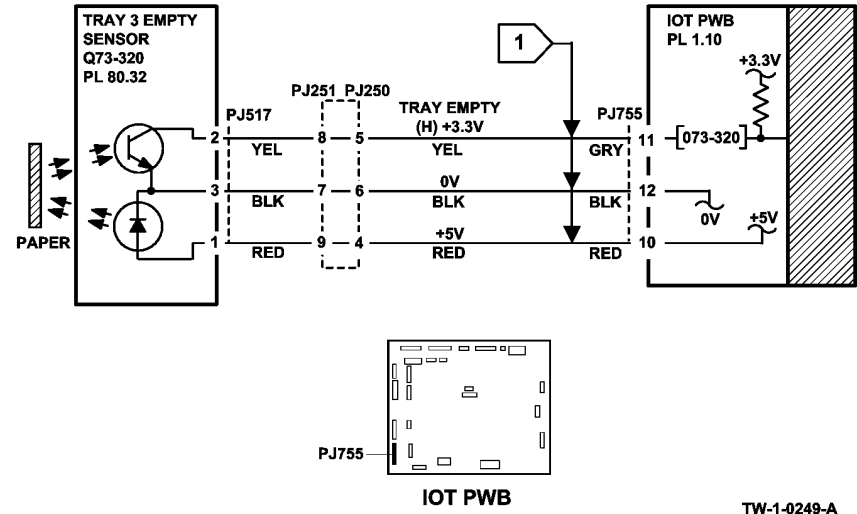 TRAY 3 EMPTY
SENSOR
Q73-320
PL 80.32
1
IOT PWB
PL 1.10
+3.3V
PJ517
PJ251 PJ250
TRAY EMPTY
(H) +3.3V
PJ755
2 YEL 8 5 YEL GRY 11 [073-320]
3 BLK 7 6 0V BLK BLK 12 0V
+5V
1 RED 9 4 +5V RED RED 10
PAPER
PJ755
IOT PWB
TW-1-0249-A